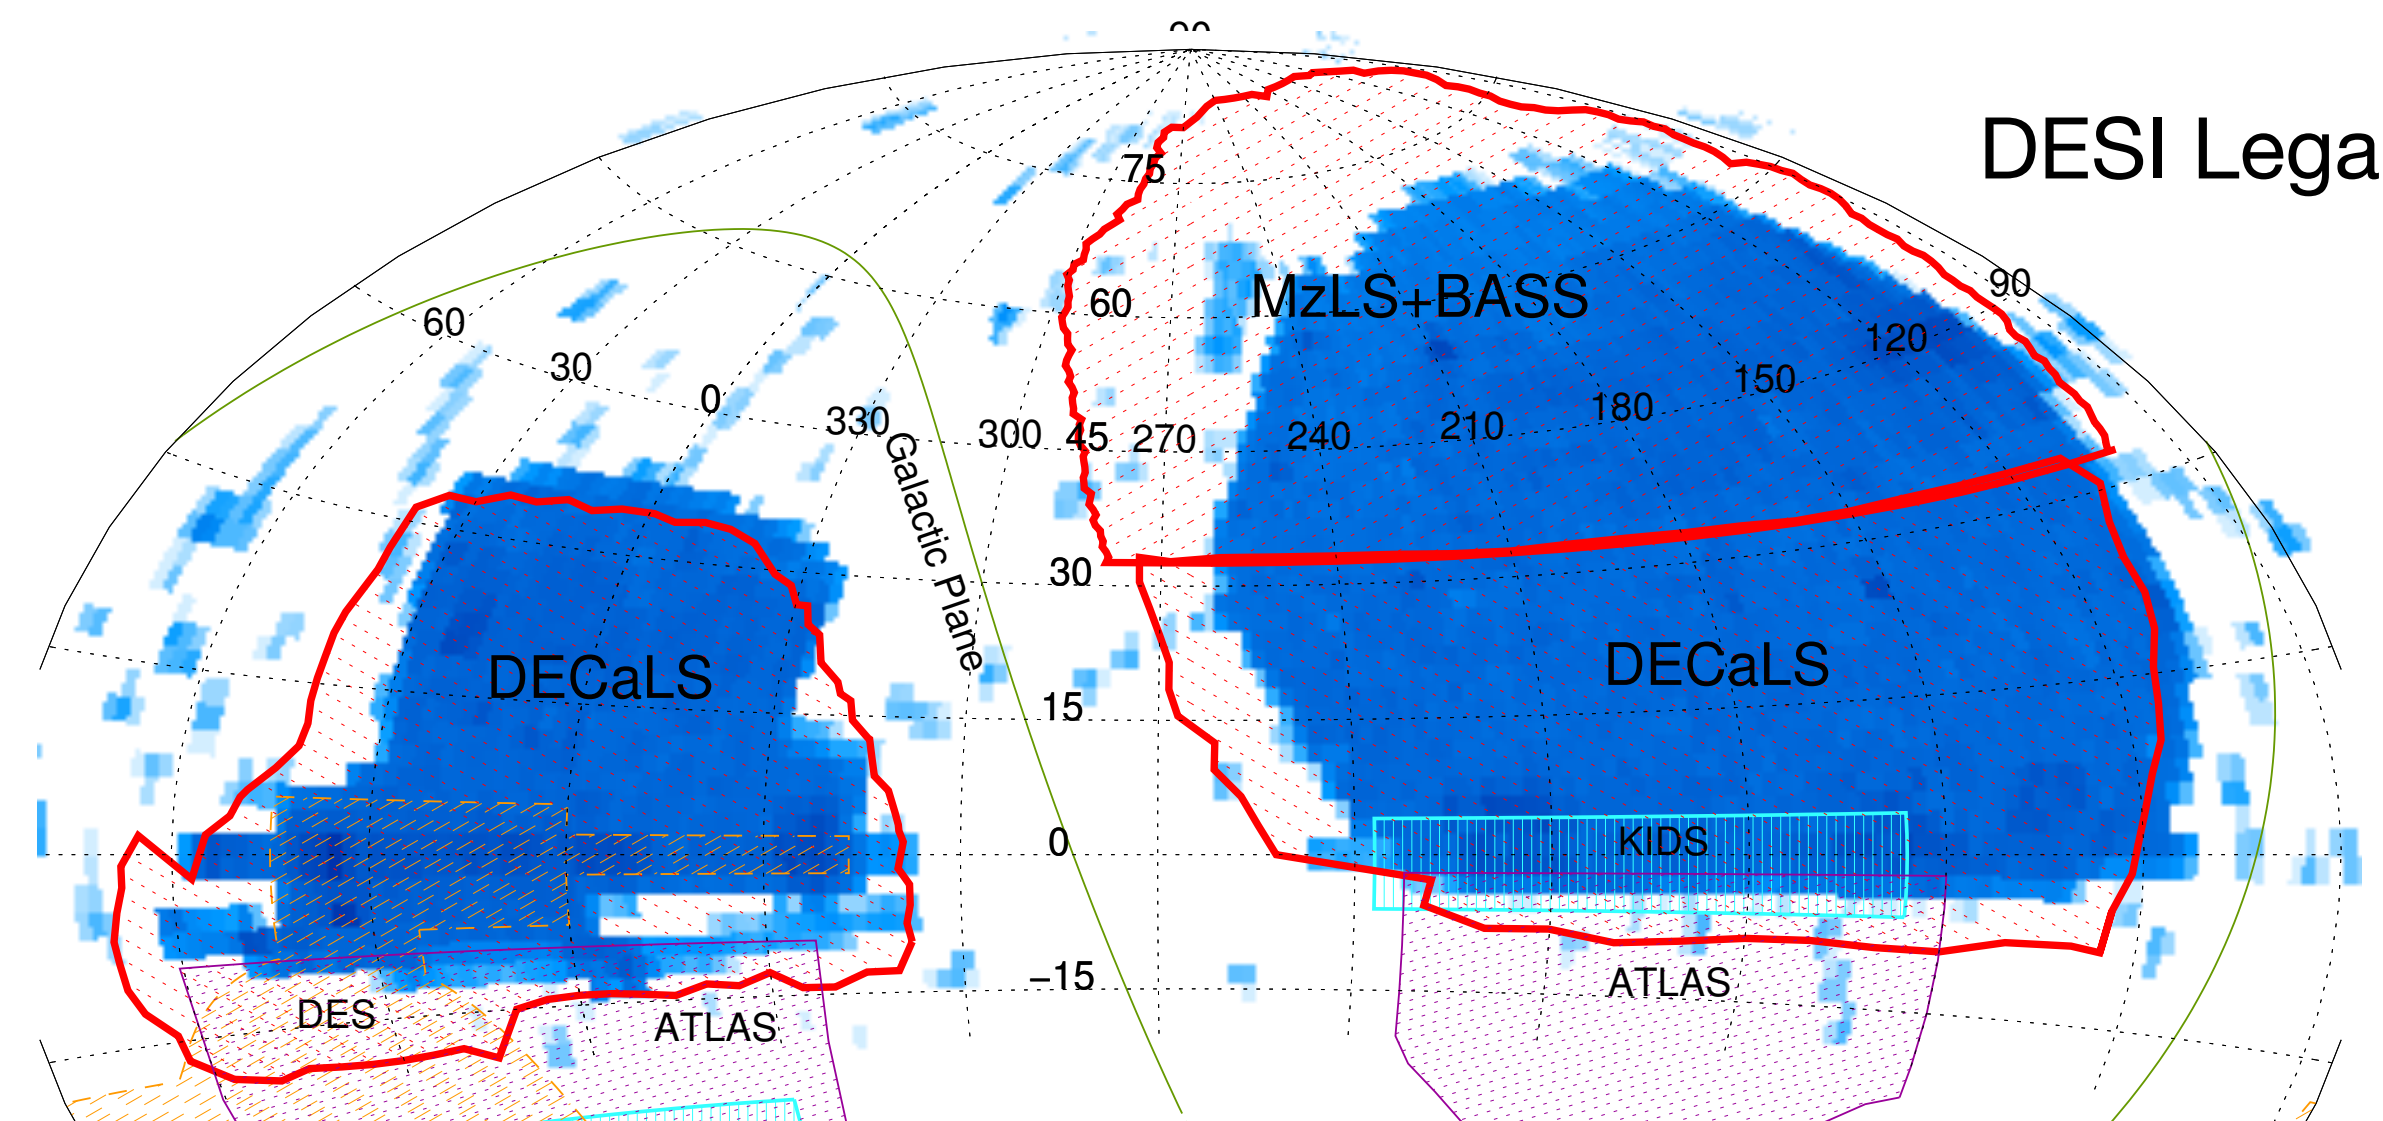 DESI Lega
75
MzLS+BASS
60
90
120
60
30
0
330
300
45
270
240
210
180
150
Galactic Plane
30
DECaLS
DECaLS
15
0
KIDS
−15
ATLAS
DES
ATLAS